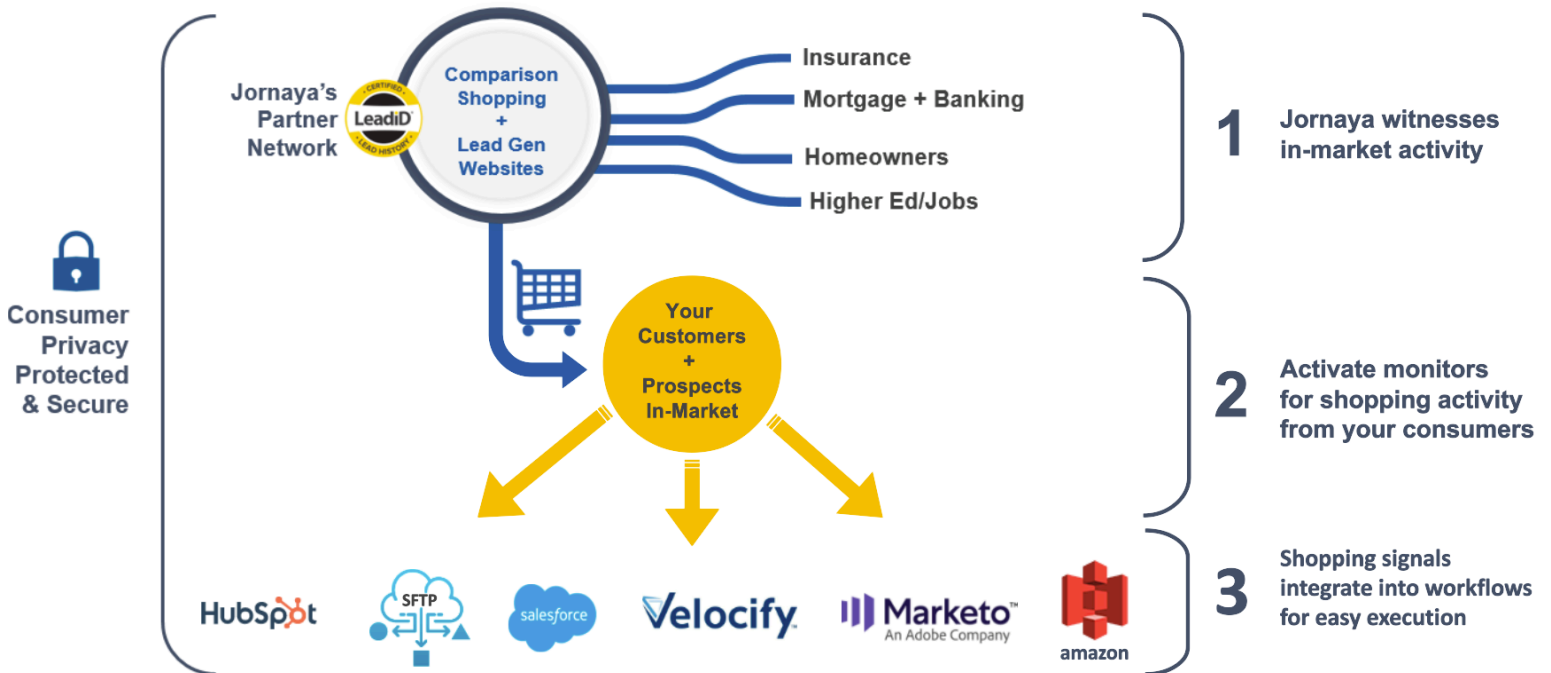 Jornaya's
Partner
Network
CERTIFIED
LeadiD
LEAD HISTORY
Comparison
Shopping
+
Lead Gen
Websites
Insurance
Mortgage + Banking
Homeowners
Higher Ed/Jobs
1
Jornaya witnesses
in-market activity
Consumer
Privacy
Protected
& Secure
Your
Customers
+
Prospects
In-Market
2
Activate monitors
for shopping activity
from your consumers
HubSpot
SFTP
salesforce
Velocify
Marketo™
An Adobe Company
amazon
3
Shopping signals
integrate into workflows
for easy execution